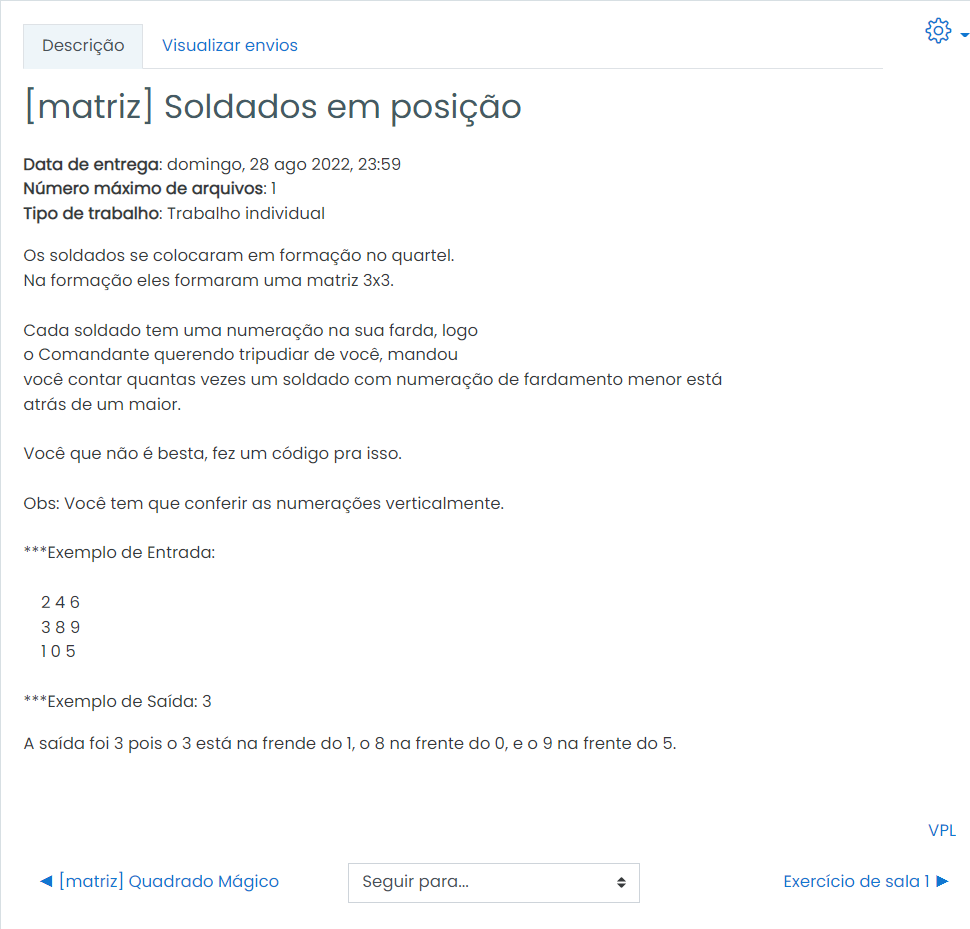 Descrição
Visualizar envios
[matriz] Soldados em posição
Data de entrega: domingo, 28 ago 2022, 23:59
Número máximo de arquivos: 1
Tipo de trabalho: Trabalho individual
Os soldados se colocaram em formação no quartel.
Na formação eles formaram uma matriz 3x3.
Cada soldado tem uma numeração na sua farda, logo
o Comandante querendo tripudiar de você, mandou
você contar quantas vezes um soldado com numeração de fardamento menor está
atrás de um maior.
Você que não é besta, fez um código pra isso.
Obs: Você tem que conferir as numerações verticalmente.
***Exemplo de Entrada:
2 4 6
3 8 9
1 0 5
***Exemplo de Saída: 3
A saída foi 3 pois o 3 está na frende do 1, o 8 na frente do 0, e o 9 na frente do 5.
VPL
◄ [matriz] Quadrado Mágico
Seguir para...
Exercício de sala 1 ►